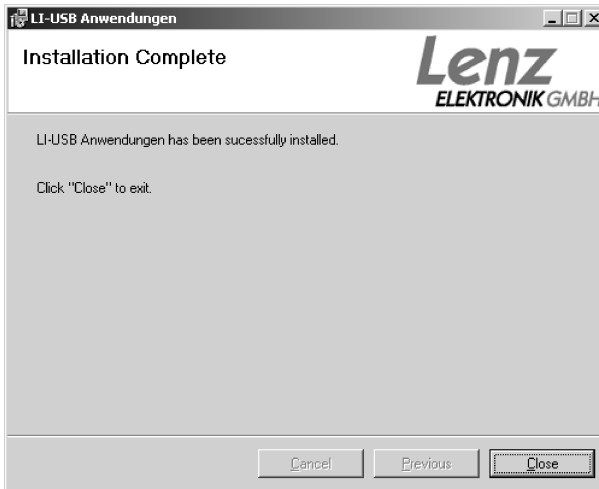 LI-USB Anwendungen
Installation Complete
Lenz
ELEKTRONIK GMBH
LI-USB Anwendungen has been sucessfully installed.
Click "Close" to exit.
Cancel
Previous
Close